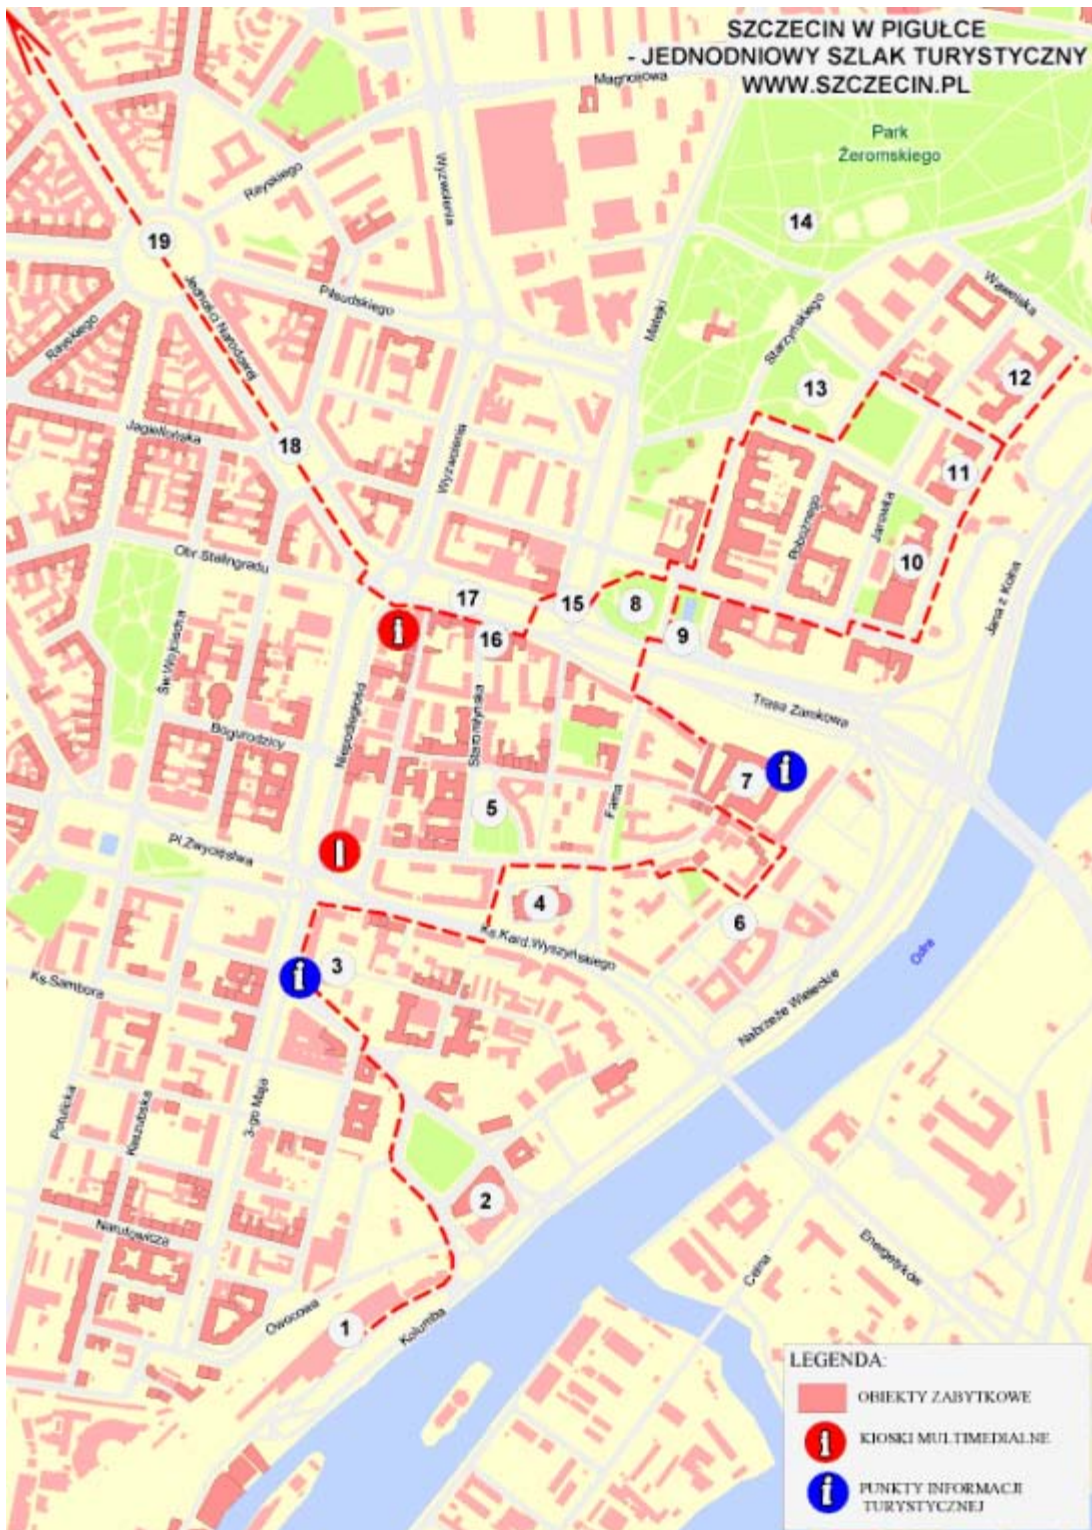 SZCZECIN W PIGUŁCE
- JEDNODNIOWY SZLAK TURYSTYCZNY
WWW.SZCZECIN.PL
Magnoliowa
Park
Żeromskiego
Wyzwolenia
Rayskiego
14
19
Wawelska
Piłsudskiego
Jedności Narodowej
Matejki
Starzyńskiego
Rayskiego
12
13
18
Jagiellońska
Wyzwolenia
11
Pobożnego
Jarowita
Obr.Stalingradu
10
17
15
8
Jana z Kolna
16
9
Św.Wojciecha
Niepodległości
Staromłyńska
Trasa Zamkowa
Bogurodzicy
7
5
Farna
Pl.Zwycięstwa
4
6
Ks.Kard.Wyszyńskiego
Odra
3
Ks.Sambora
Nabrzeże Wieleckie
Potulicka
Kaszubska
3-go Maja
2
Narutowicza
Energetyków
Celna
Owocowa
1
Kolumba
LEGENDA:
OBIEKTY ZABYTKOWE
KIOSKI MULTIMEDIALNE
PUNKTY INFORMACJI
TURYSTYCZNEJ